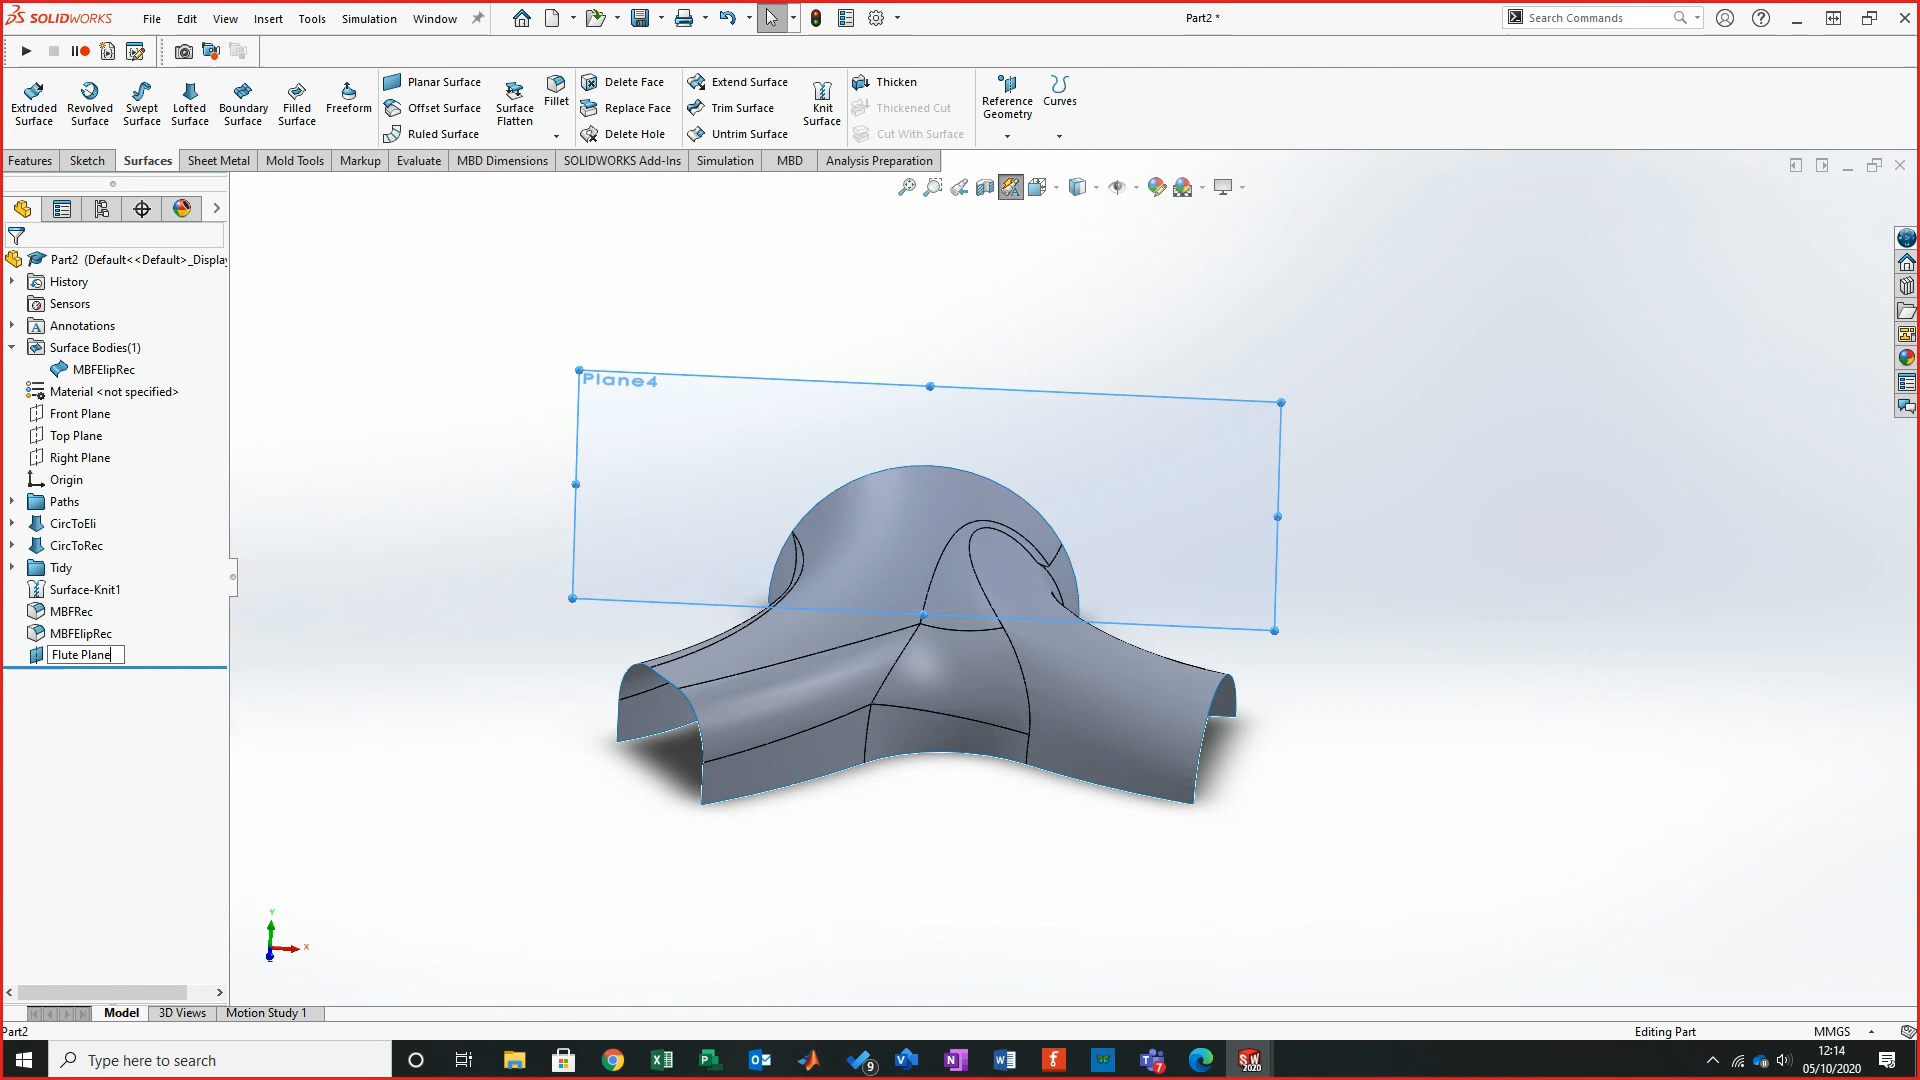 SOLIDWORKS File Edit View Insert Tools Simulation Window Part2 * Search Commands
Extruded Surface
Revolved Surface
Swept Surface
Lofted Surface
Boundary Surface
Filled Surface
Freeform
Planar Surface
Offset Surface
Ruled Surface
Surface Flatten
Fillet
Delete Face
Replace Face
Delete Hole
Extend Surface
Trim Surface
Untrim Surface
Knit Surface
Thicken
Thickened Cut
Cut With Surface
Reference Geometry
Curves
Features Sketch Surfaces Sheet Metal Mold Tools Markup Evaluate MBD Dimensions SOLIDWORKS Add-Ins Simulation MBD Analysis Preparation
Part2 (Default<<Default>_Display
History
Sensors
Annotations
Surface Bodies(1)
MBFElipRec
Material <not specified>
Front Plane
Top Plane
Right Plane
Origin
Paths
CircToEli
CircToRec
Tidy
Surface-Knit1
MBFRec
MBFElipRec
Flute Plane
Plane4
Y
X
Model 3D Views Motion Study 1
Part2 Editing Part MMGS
Type here to search
9
7
SW 2020
12:14
05/10/2020